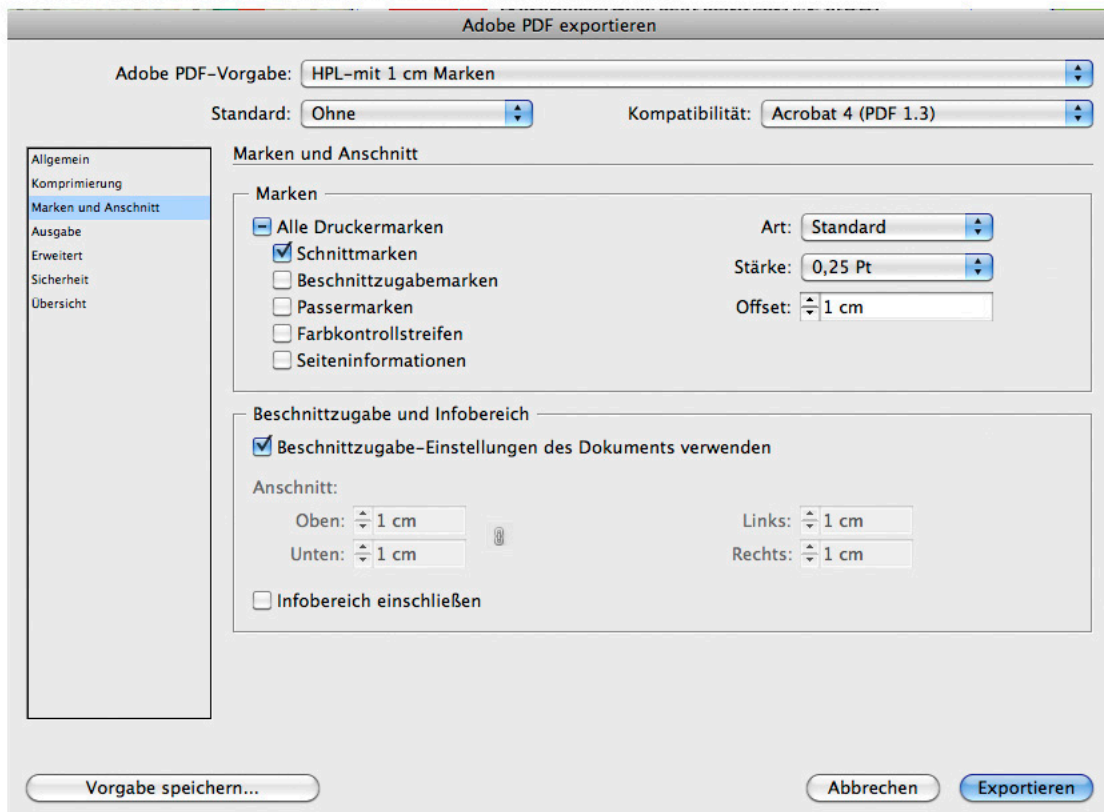 Adobe PDF exportieren
Adobe PDF-Vorgabe: HPL-mit 1 cm Marken
Standard: Ohne Kompatibilität: Acrobat 4 (PDF 1.3)
Allgemein
Komprimierung
Marken und Anschnitt
Ausgabe
Erweitert
Sicherheit
Übersicht
Marken und Anschnitt
Marken
Alle Druckermarken Art: Standard
Schnittmarken Stärke: 0,25 Pt
Beschnittzugabemarken
Passermarken Offset: 1 cm
Farbkontrollstreifen
Seiteninformationen
Beschnittzugabe und Infobereich
Beschnittzugabe-Einstellungen des Dokuments verwenden
Anschnitt:
Oben: 1 cm Links: 1 cm
Unten: 1 cm Rechts: 1 cm
Infobereich einschließen
Vorgabe speichern... Abbrechen Exportieren